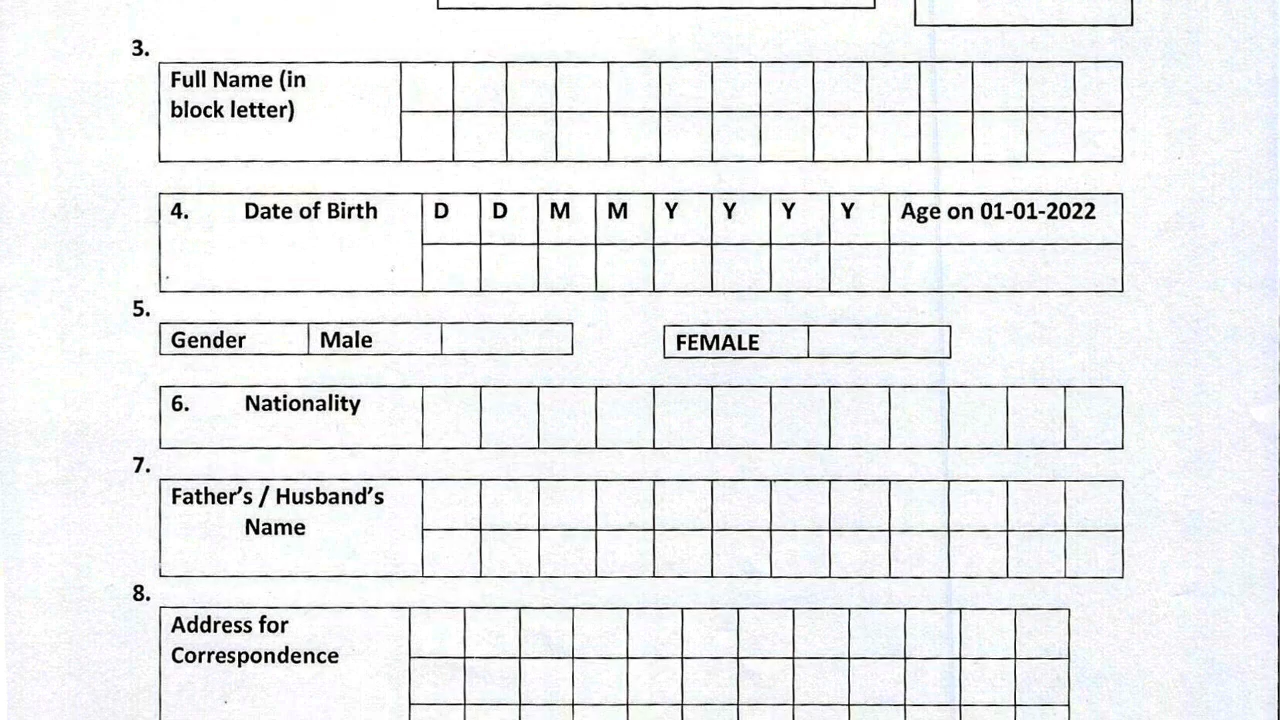 3.
Full Name (in
block letter)
4. Date of Birth D D M M Y Y Y Y Age on 01-01-2022
5.
Gender Male FEMALE
6. Nationality
7.
Father's / Husband's
Name
8.
Address for
Correspondence